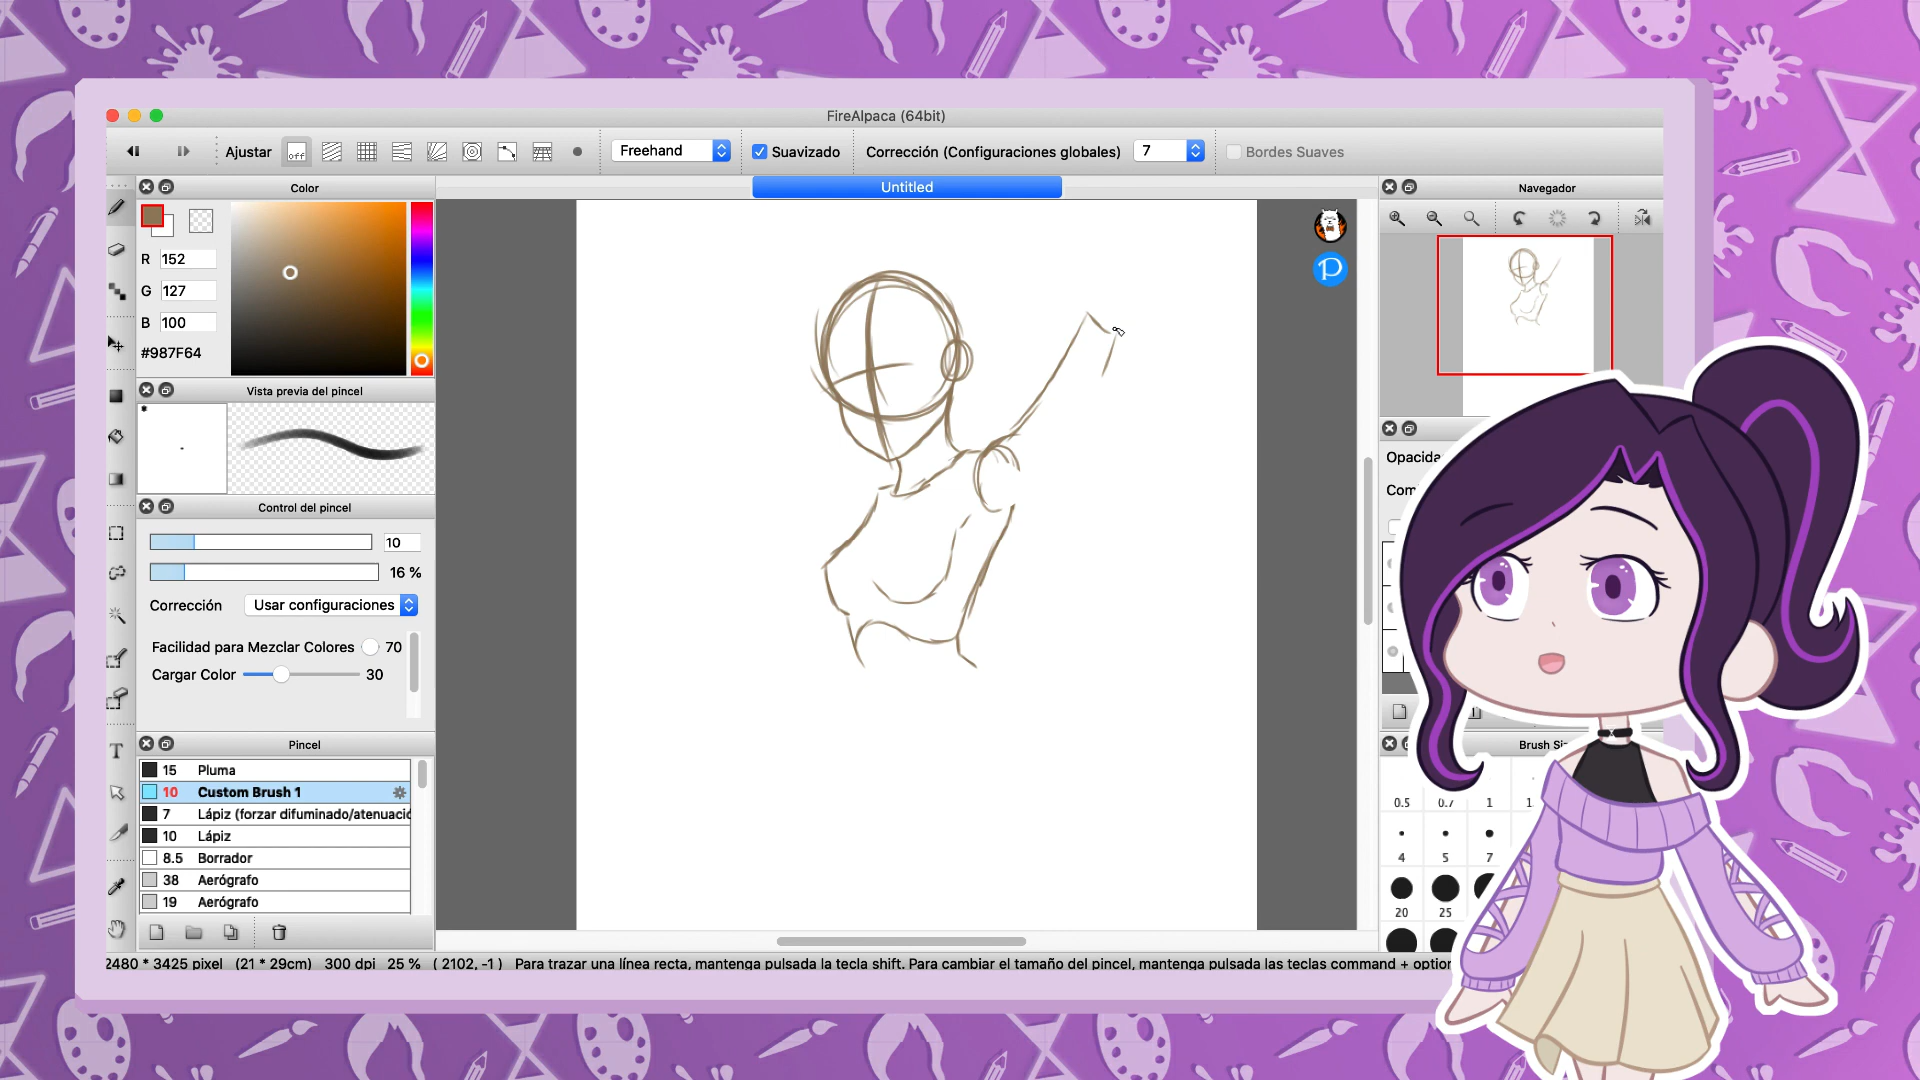 FireAlpaca (64bit)
Ajustar off Freehand Suavizado Corrección (Configuraciones globales) 7 Bordes Suaves
Color
Untitled
Navegador
R 152
G 127
B 100
#987F64
Vista previa del pincel
Opacida
Com
Control del pincel
10
16 %
Corrección Usar configuraciones
Facilidad para Mezclar Colores 70
Cargar Color 30
Pincel
15 Pluma
10 Custom Brush 1
7 Lápiz (forzar difuminado/atenuació
10 Lápiz
8.5 Borrador
38 Aerógrafo
19 Aerógrafo
Brush Si
0.5 0.7 1 1.
4 5 7
20 25
2480 * 3425 pixel (21 * 29cm) 300 dpi 25 % ( 2102, -1 ) Para trazar una línea recta, mantenga pulsada la tecla shift. Para cambiar el tamaño del pincel, mantenga pulsadas las teclas command + option